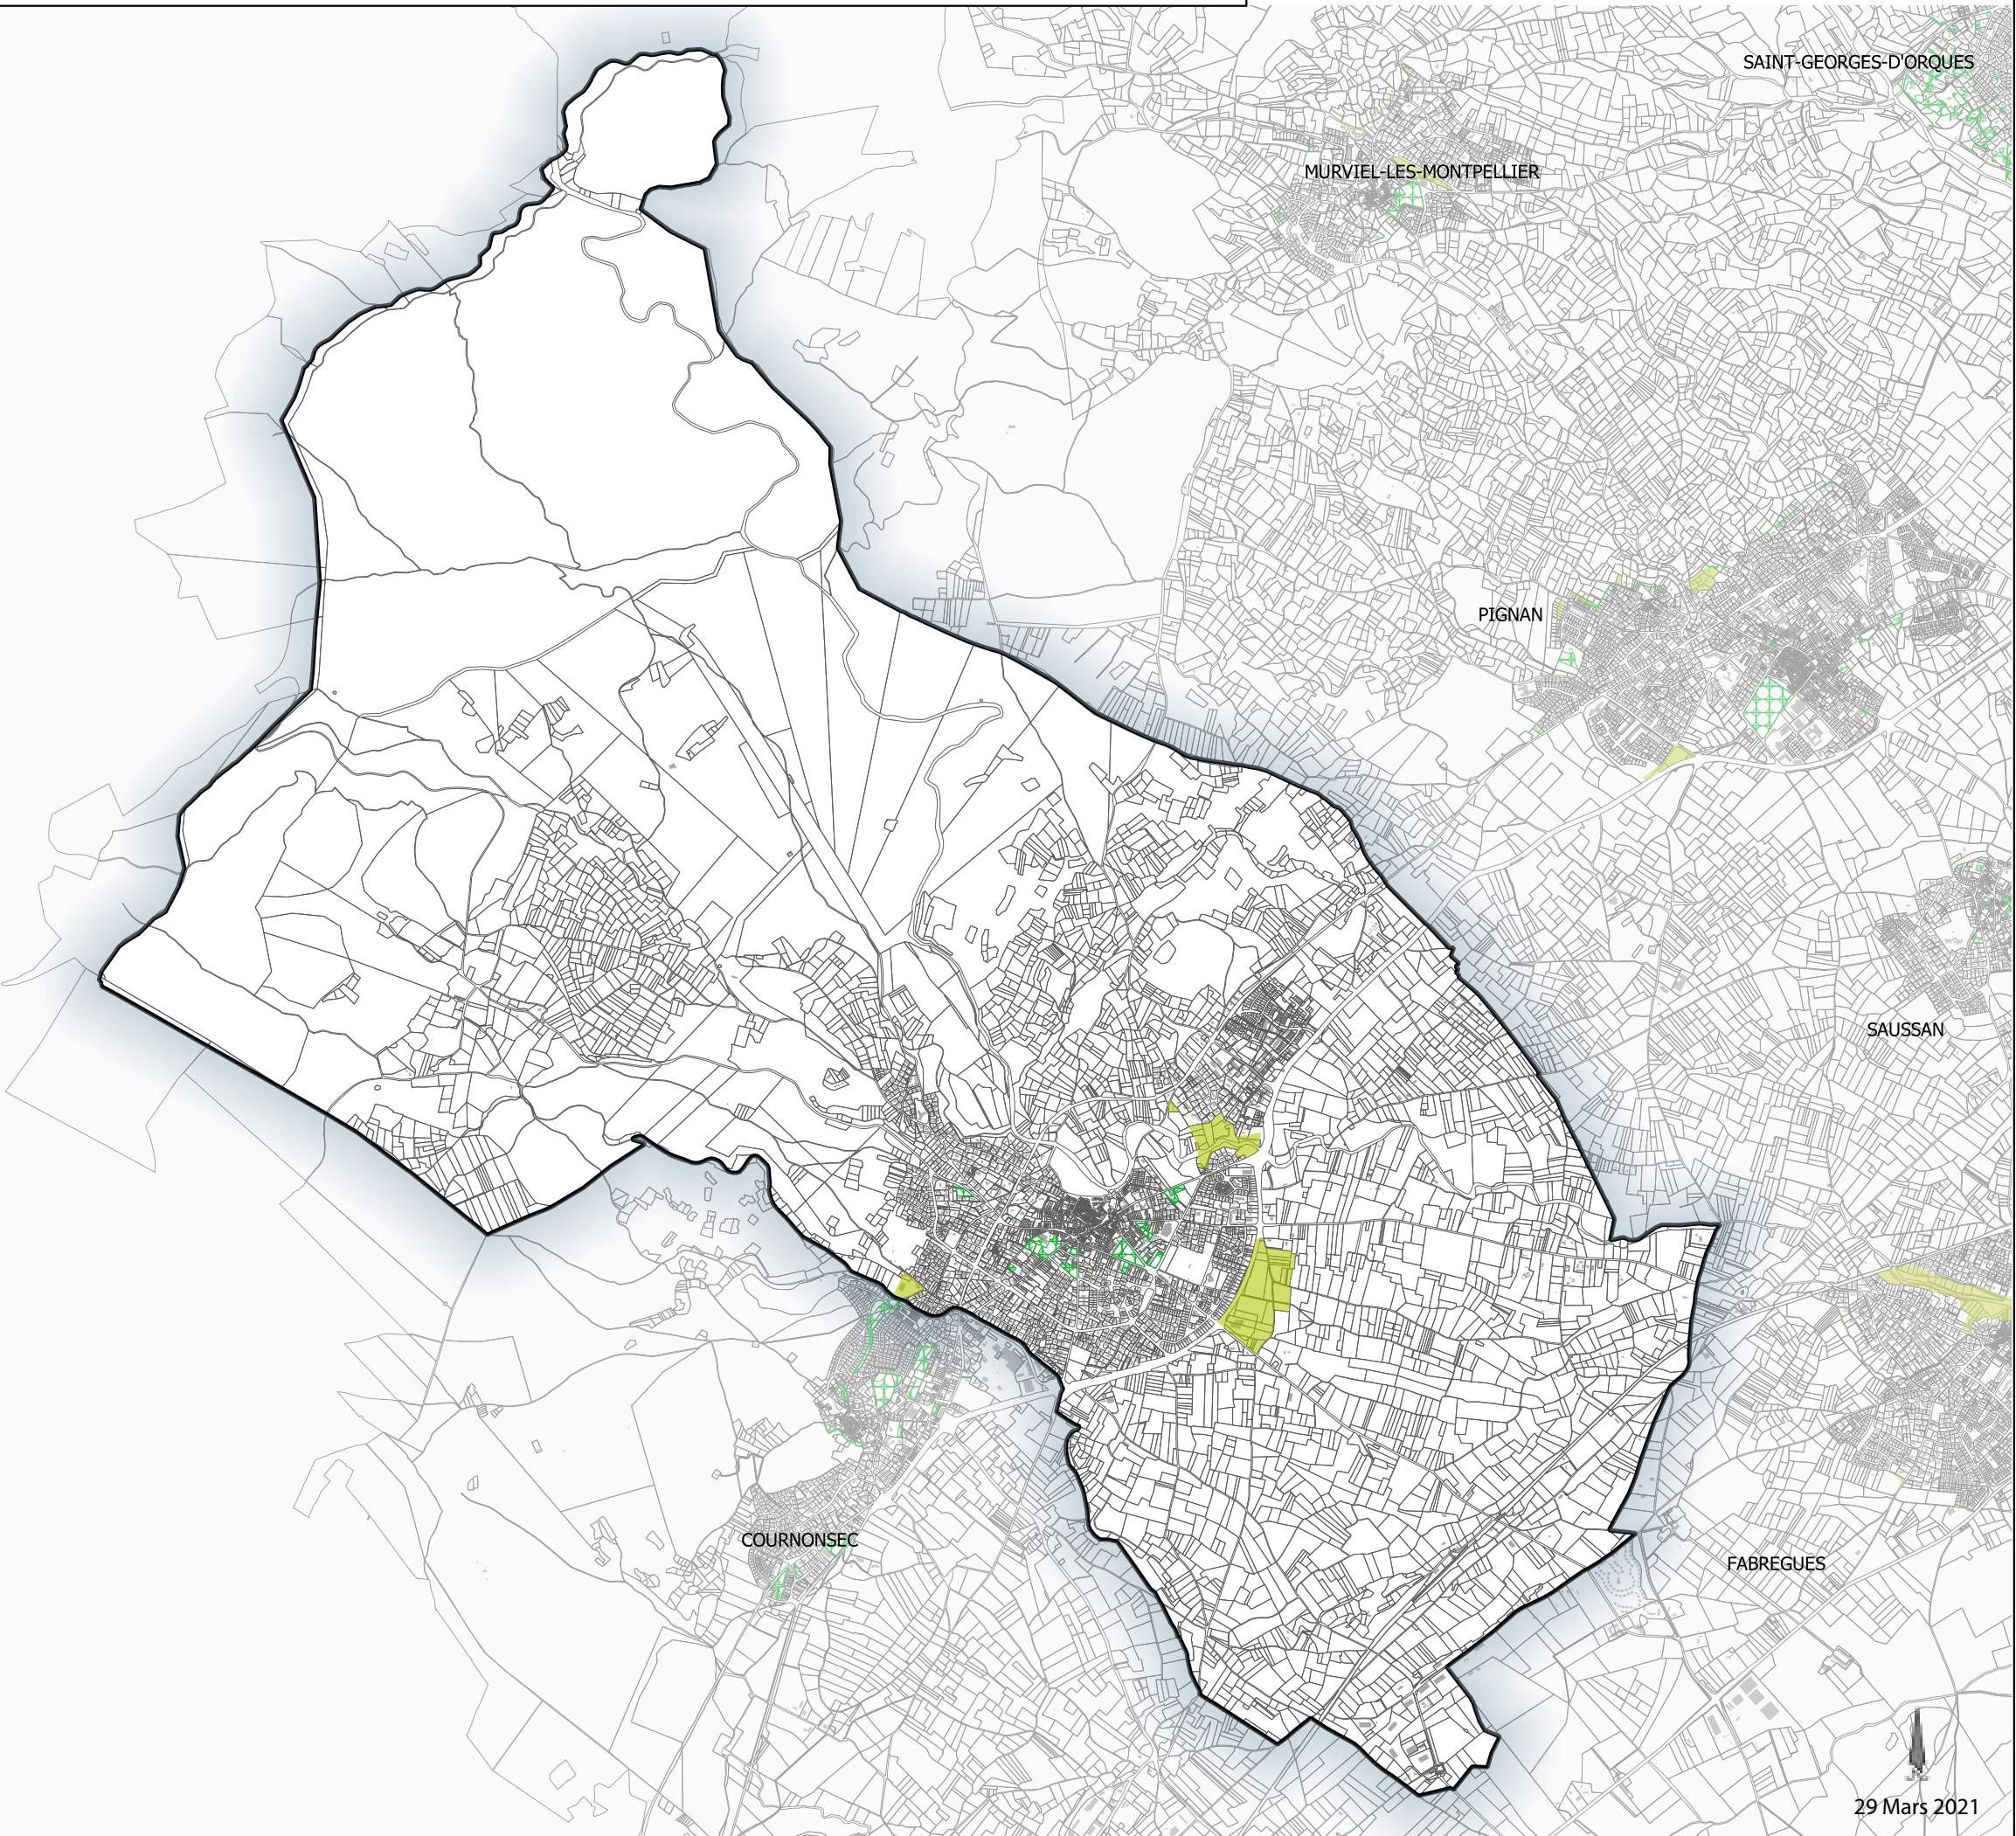 SAINT-GEORGES-D'ORQUES
MURVIEL-LES-MONTPELLIER
PIGNAN
SAUSSAN
COURNONSEC
FABREGUES
29 Mars 2021